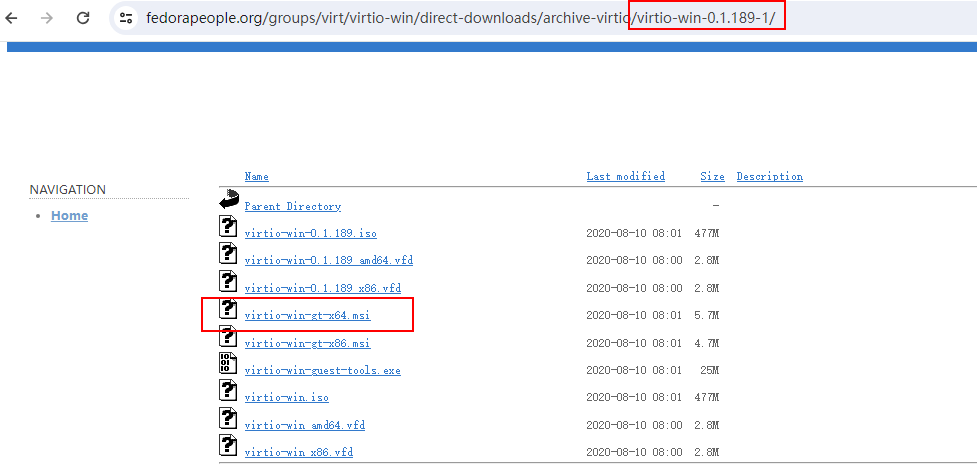 fedorapeople.org/groups/virt/virtio-win/direct-downloads/archive-virtio/virtio-win-0.1.189-1/
NAVIGATION
Home
Name Last modified Size Description
Parent Directory -
virtio-win-0.1.189.iso 2020-08-10 08:01 477M
virtio-win-0.1.189_amd64.vfd 2020-08-10 08:00 2.8M
virtio-win-0.1.189_x86.vfd 2020-08-10 08:00 2.8M
virtio-win-gt-x64.msi 2020-08-10 08:01 5.7M
virtio-win-gt-x86.msi 2020-08-10 08:01 4.7M
virtio-win-guest-tools.exe 2020-08-10 08:01 25M
virtio-win.iso 2020-08-10 08:01 477M
virtio-win_amd64.vfd 2020-08-10 08:00 2.8M
virtio-win_x86.vfd 2020-08-10 08:00 2.8M